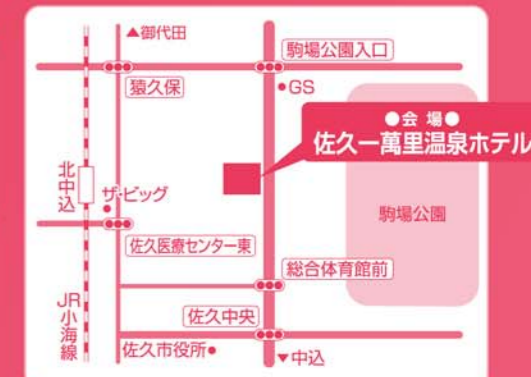 ▲御代田
駒場公園入口
猿久保
●GS
●会 場●
佐久一萬里温泉ホテル
北中込
ザ・ビッグ
駒場公園
佐久医療センター東
総合体育館前
JR小海線
佐久中央
佐久市役所●
▼中込